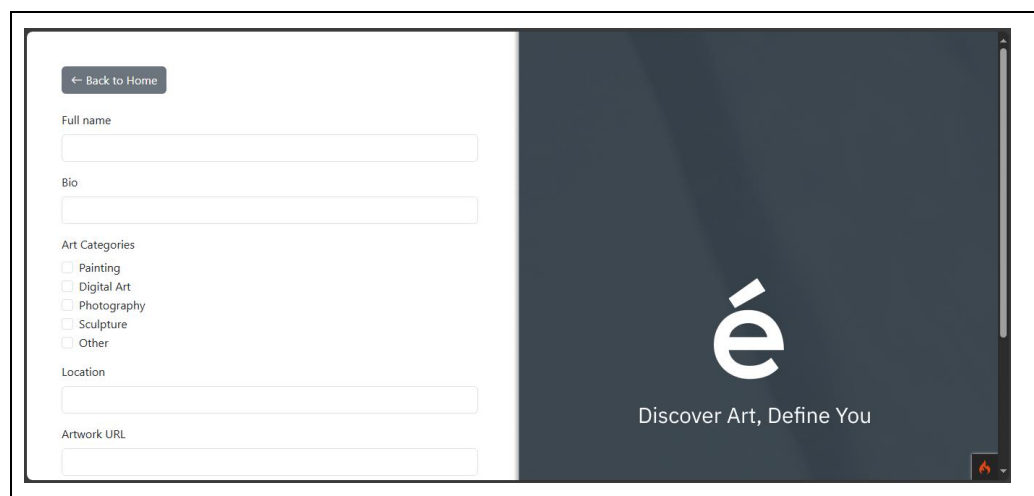 ← Back to Home
Full name
Bio
Art Categories
Painting
Digital Art
Photography
Sculpture
Other
Location
Artwork URL
é
Discover Art, Define You